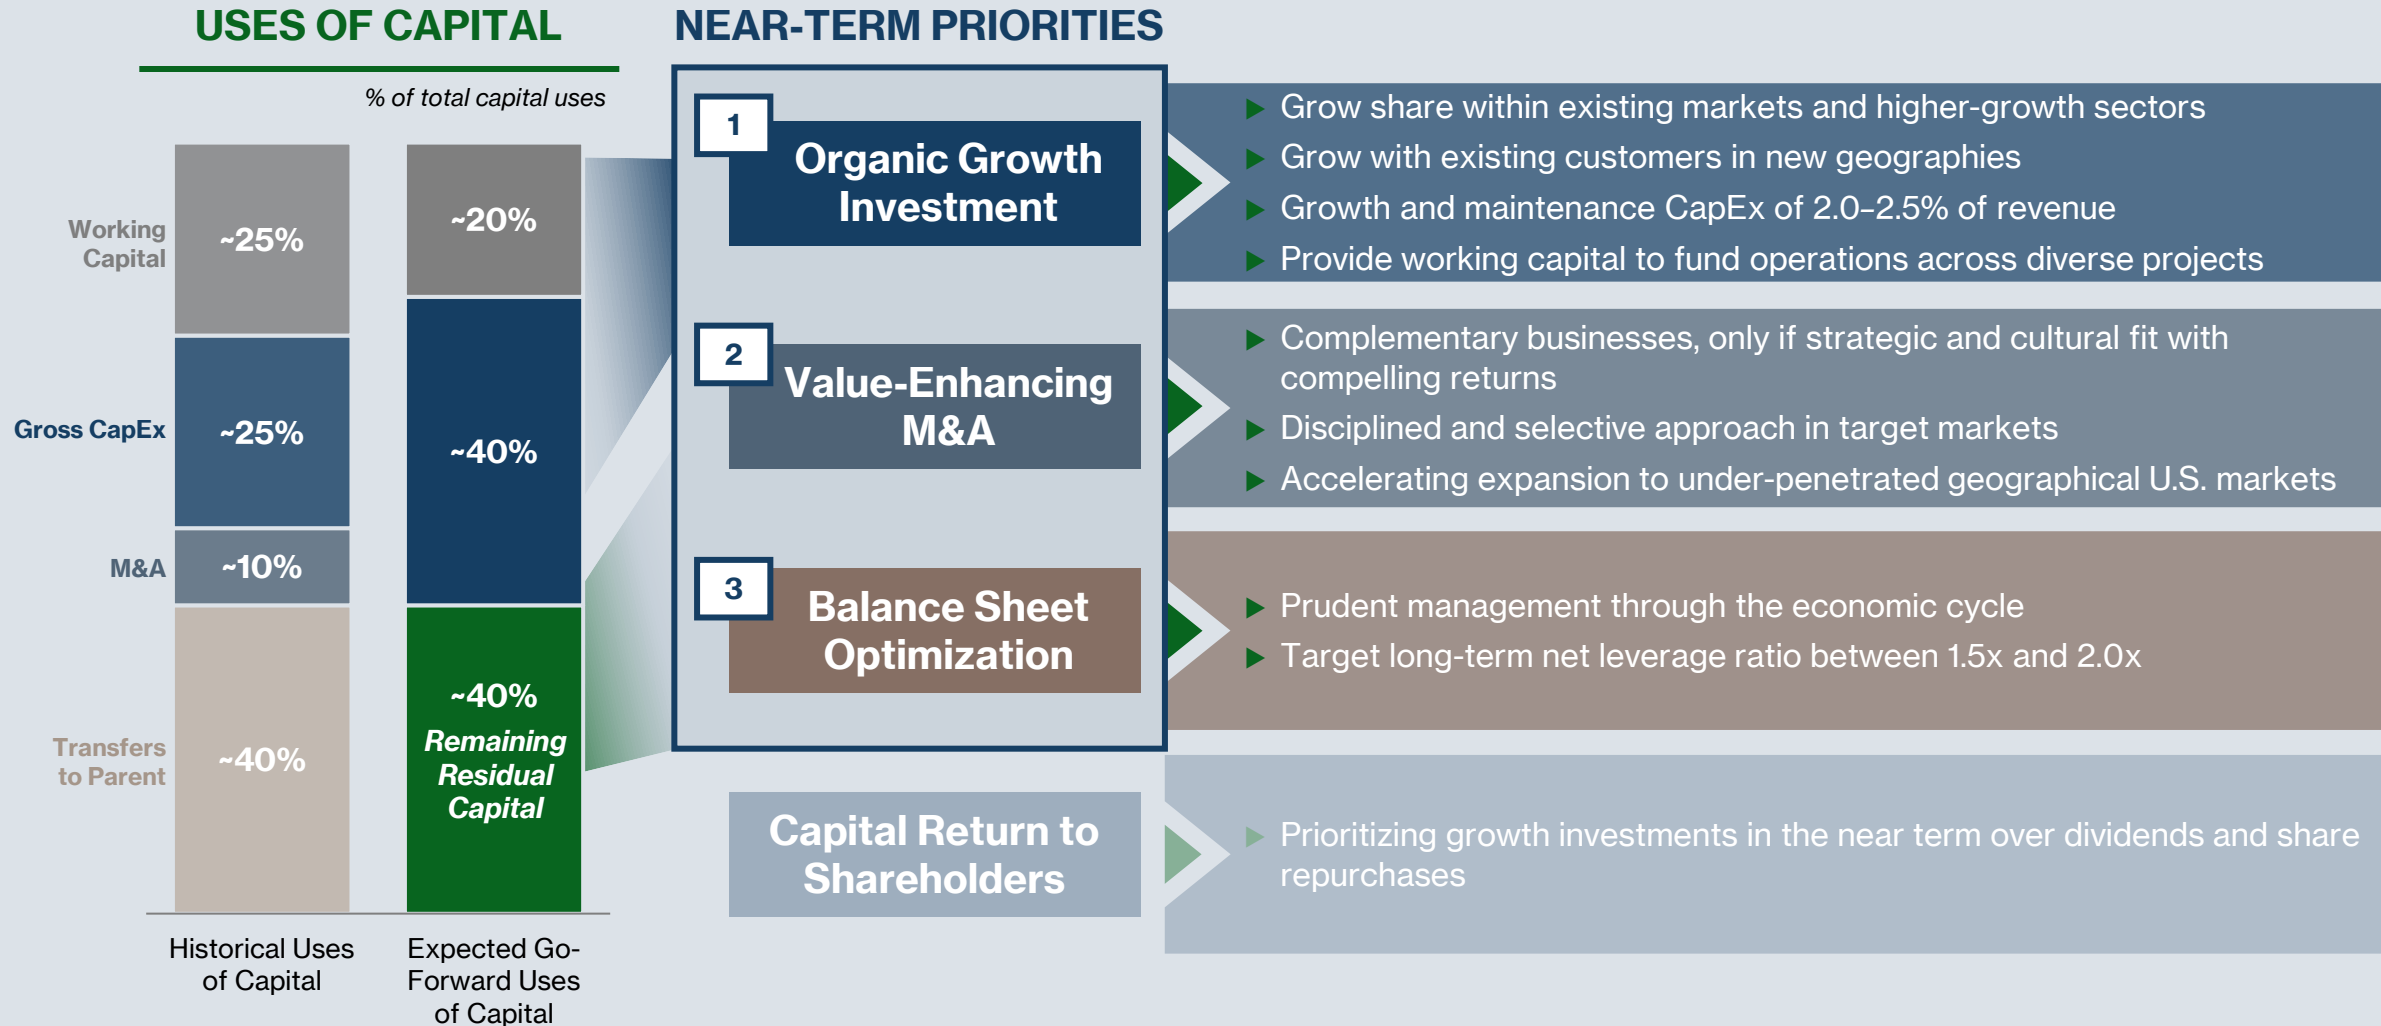 USES OF CAPITAL
% of total capital uses
Working
Capital
~25%
~20%
Gross CapEx
~25%
~40%
M&A
~10%
Transfers
to Parent
~40%
~40%
Remaining
Residual
Capital
Historical Uses
of Capital
Expected Go-
Forward Uses
of Capital
NEAR-TERM PRIORITIES
1
Organic Growth
Investment
Grow share within existing markets and higher-growth sectors
Grow with existing customers in new geographies
Growth and maintenance CapEx of 2.0–2.5% of revenue
Provide working capital to fund operations across diverse projects
2
Value-Enhancing
M&A
Complementary businesses, only if strategic and cultural fit with
compelling returns
Disciplined and selective approach in target markets
Accelerating expansion to under-penetrated geographical U.S. markets
3
Balance Sheet
Optimization
Prudent management through the economic cycle
Target long-term net leverage ratio between 1.5x and 2.0x
Capital Return to
Shareholders
Prioritizing growth investments in the near term over dividends and share
repurchases